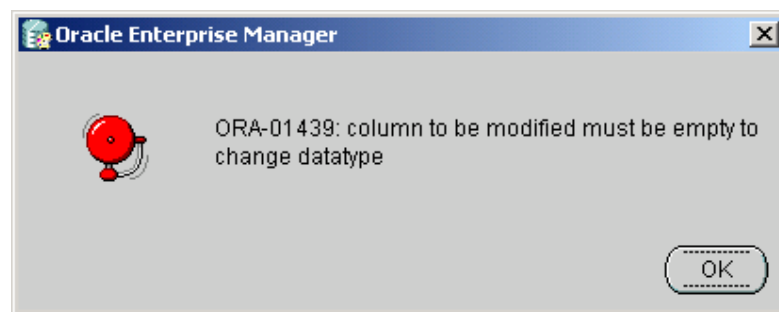 Oracle Enterprise Manager
ORA-01439: column to be modified must be empty to
change datatype
OK